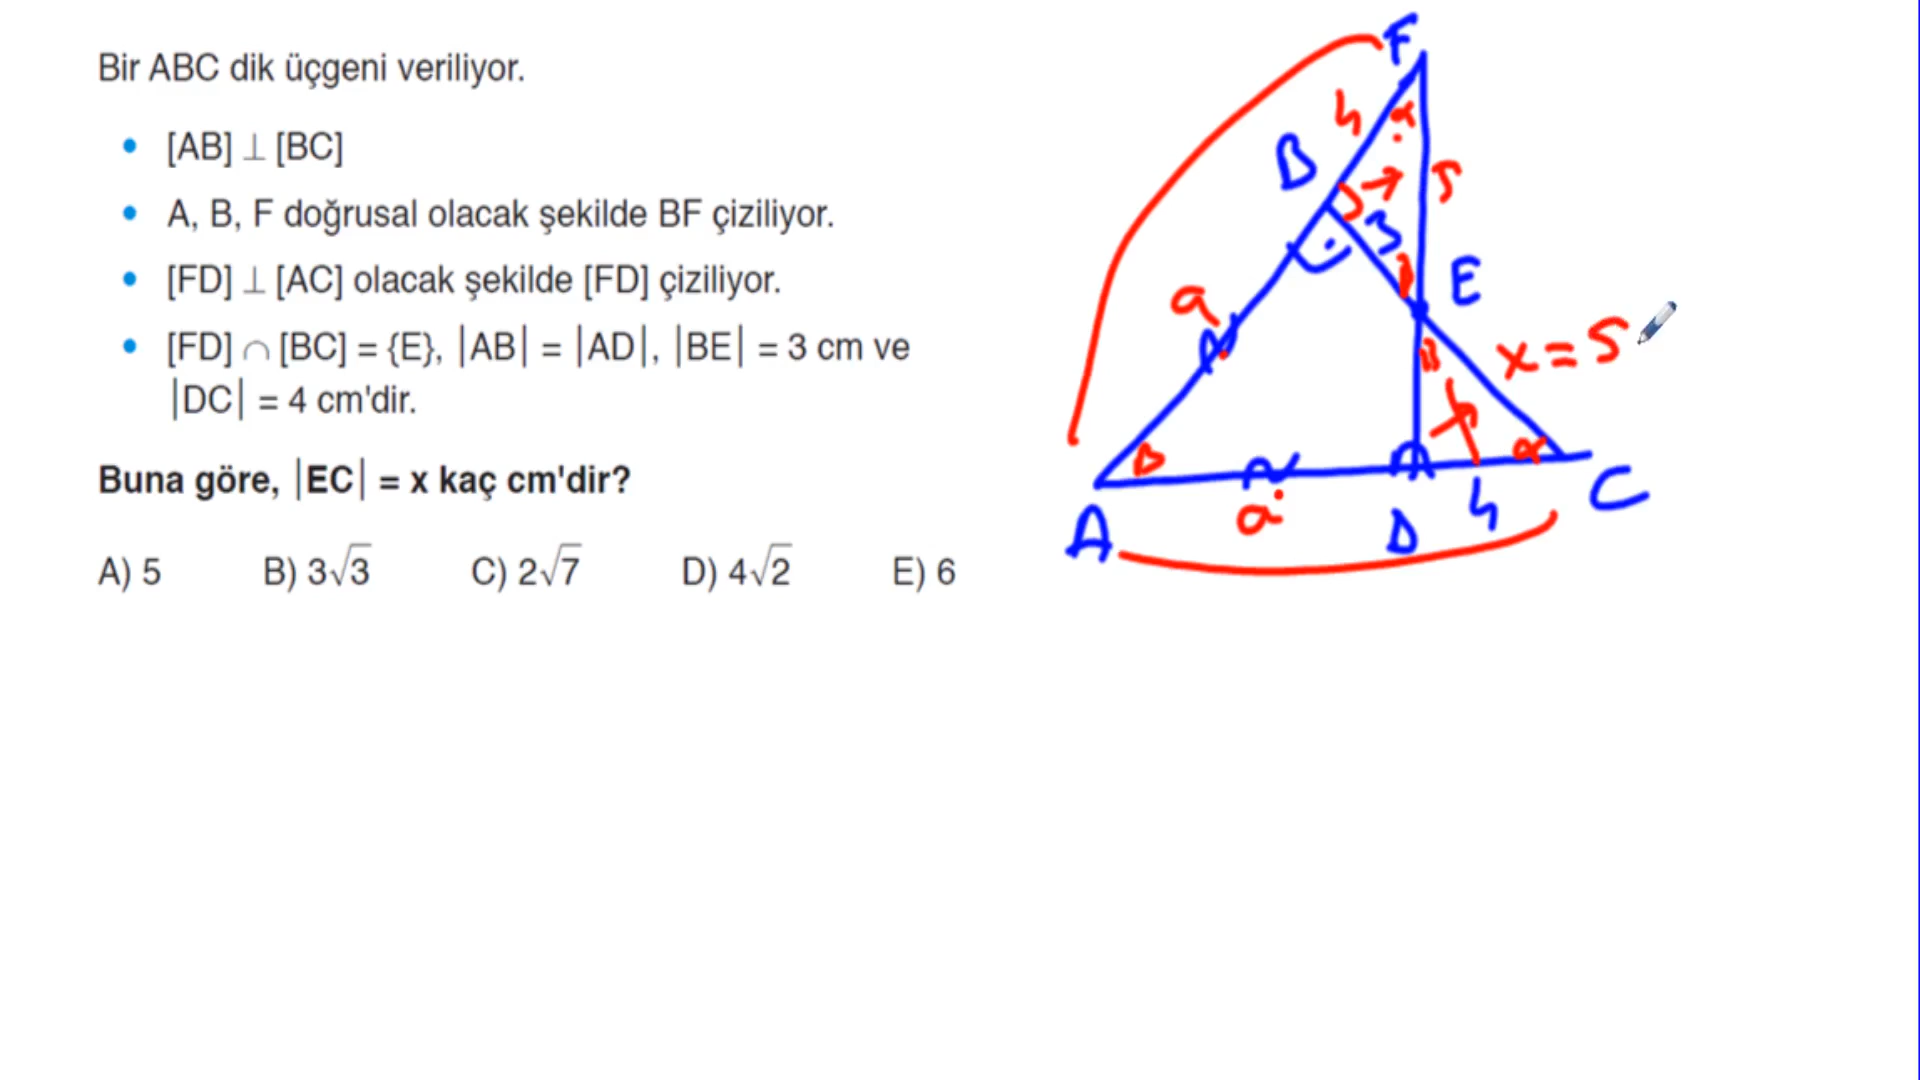 Bir ABC dik üçgeni veriliyor.
• [AB] ⊥ [BC]
• A, B, F doğrusal olacak şekilde BF çiziliyor.
• [FD] ⊥ [AC] olacak şekilde [FD] çiziliyor.
• [FD] ∩ [BC] = {E}, |AB| = |AD|, |BE| = 3 cm ve
|DC| = 4 cm'dir.
Buna göre, |EC| = x kaç cm'dir?
A) 5 B) 3√3 C) 2√7 D) 4√2 E) 6
F
4 α
B
5
3
E
a
x = 5
α
a
A D 4 C